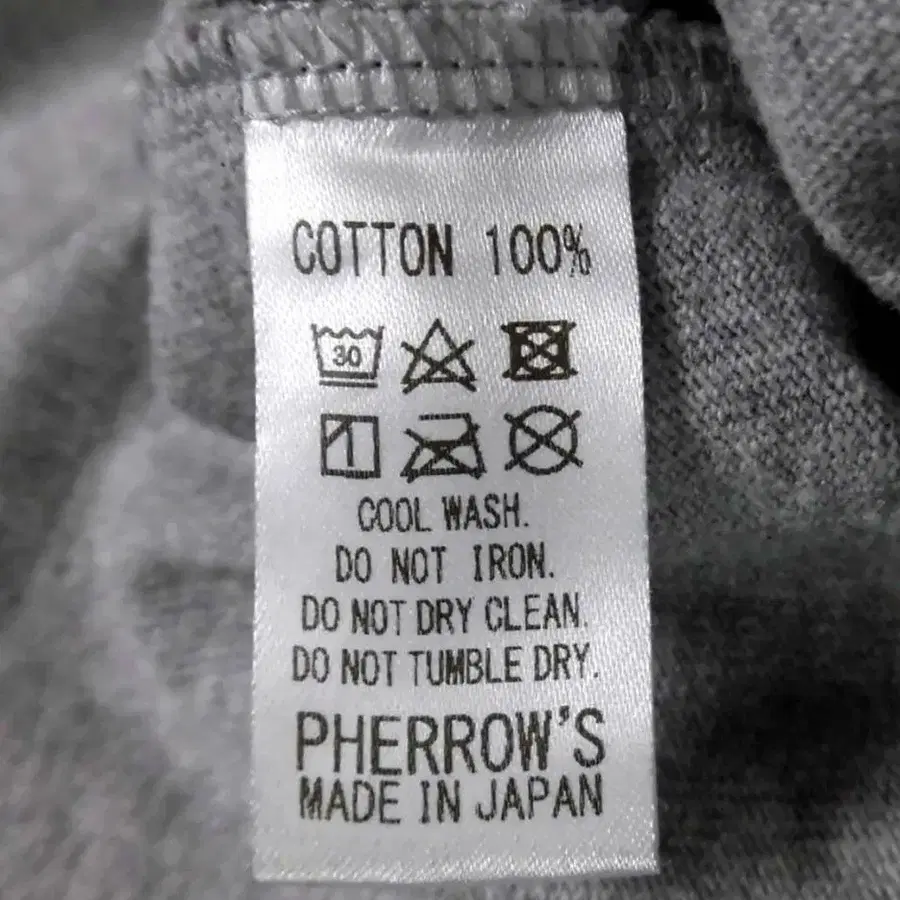 COTTON 100%
30
COOL WASH.
DO NOT IRON.
DO NOT DRY CLEAN.
DO NOT TUMBLE DRY.
PHERROW'S
MADE IN JAPAN